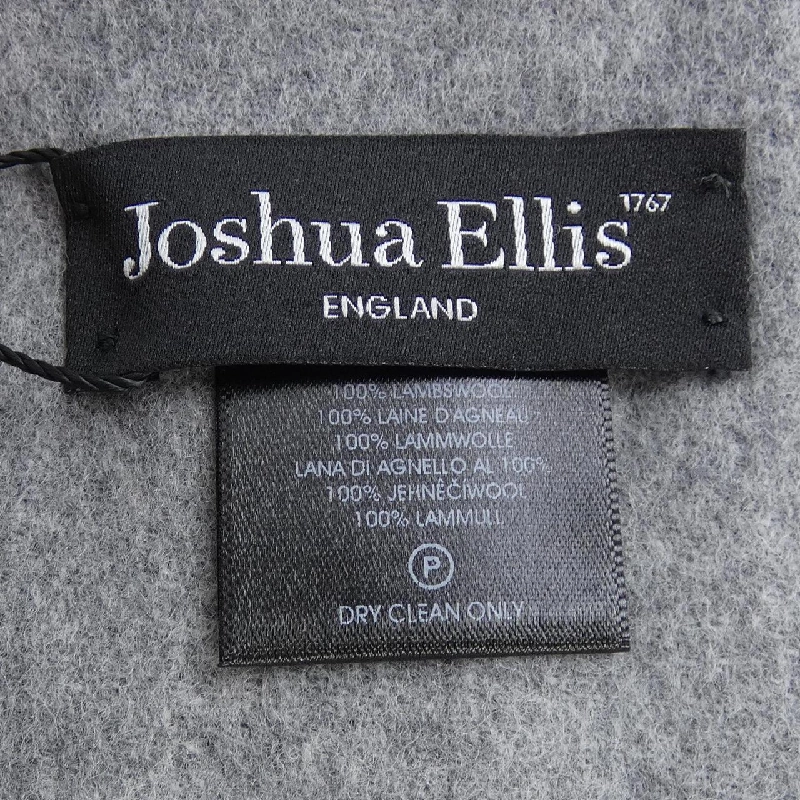 Joshua Ellis 1767
ENGLAND
100% LAMBSWOOL
100% LAINE D'AGNEAU
100% LAMMWOLLE
LANA DI AGNELLO AL 100%
100% JEHNĚČIWOOL
100% LAMMULL
P
DRY CLEAN ONLY